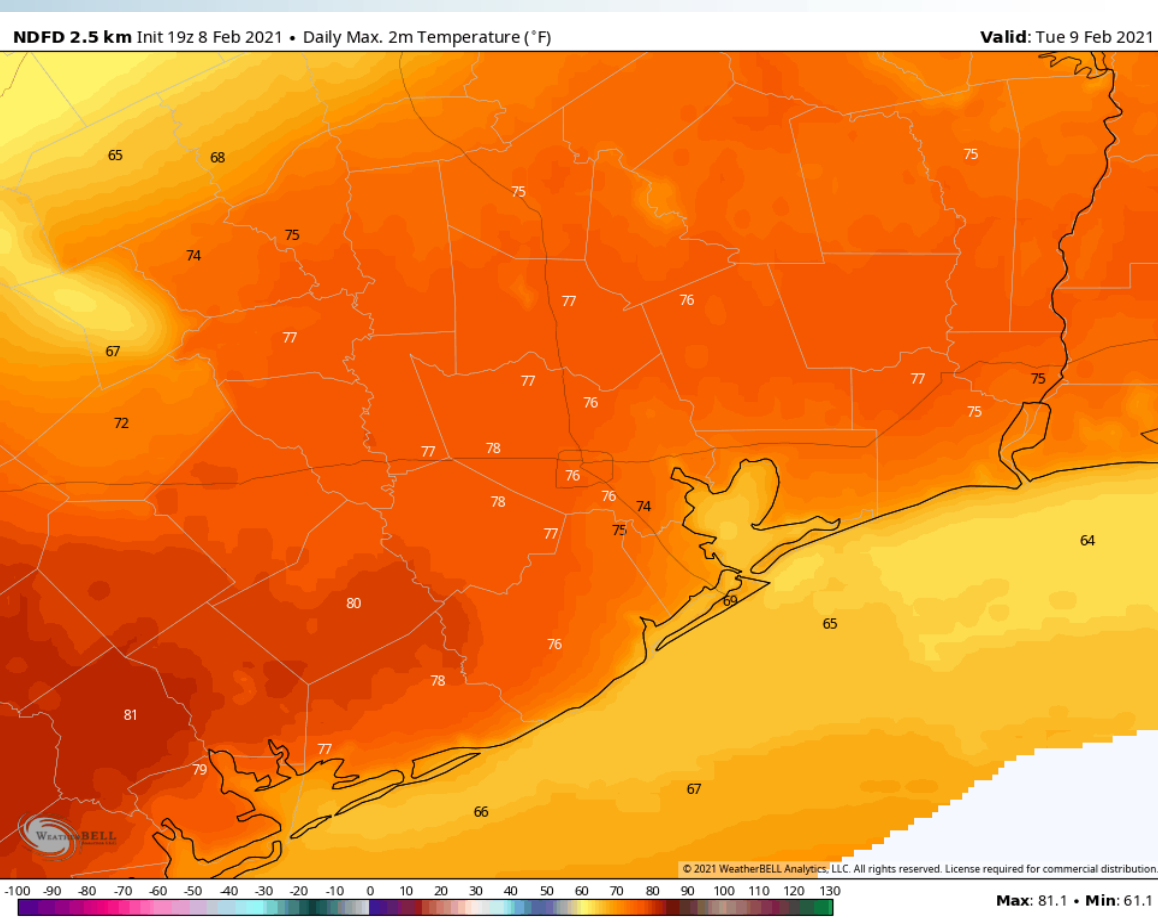 NDFD 2.5 km Init 19z 8 Feb 2021 • Daily Max. 2m Temperature (°F) Valid: Tue 9 Feb 2021
65 68 75
75
75
74
77 76
77
67
77 77 75
76 75
72
77 78
76
78 76 74
77 75
64
80 69
65
76
78
81
77
79
67
66
WEATHERBELL
© 2021 WeatherBELL Analytics, LLC. All rights reserved. License required for commercial distribution.
-100 -90 -80 -70 -60 -50 -40 -30 -20 -10 0 10 20 30 40 50 60 70 80 90 100 110 120 130
Max: 81.1 • Min: 61.1